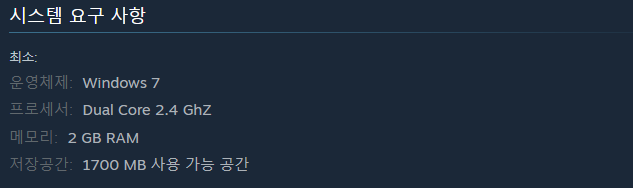 시스템 요구 사항
최소:
운영체제: Windows 7
프로세서: Dual Core 2.4 GhZ
메모리: 2 GB RAM
저장공간: 1700 MB 사용 가능 공간